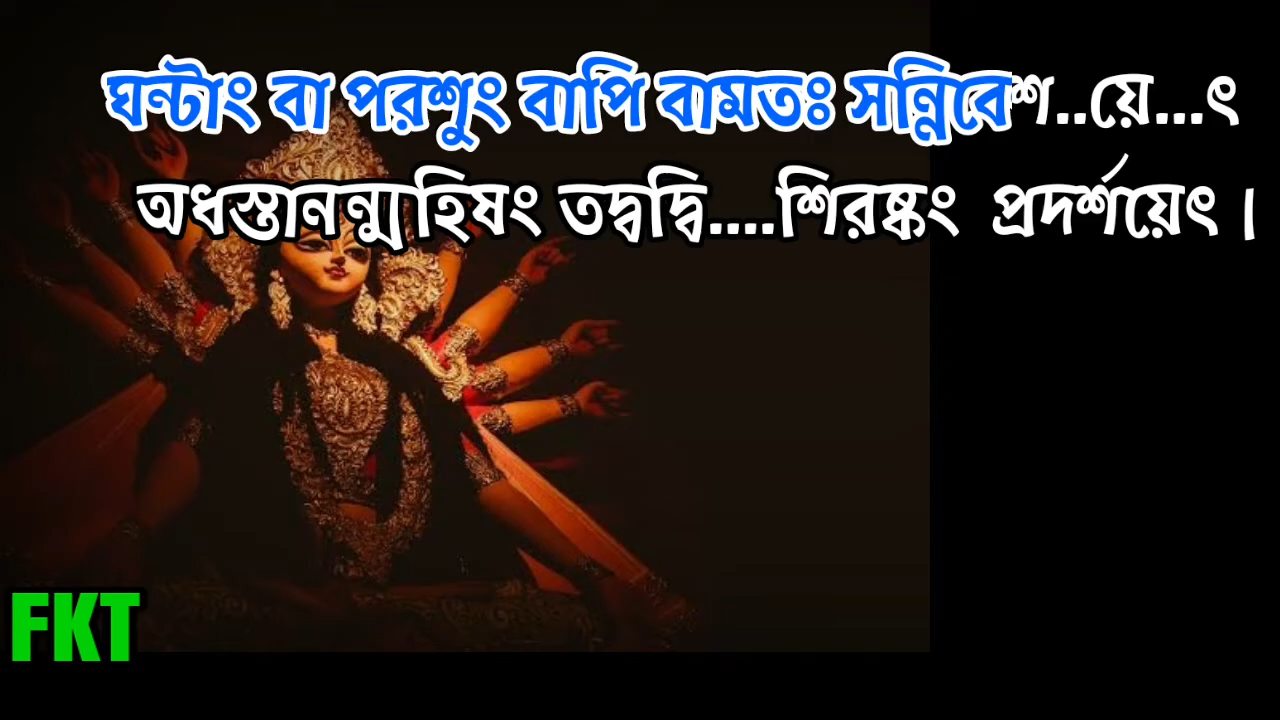 ঘন্টাং বা পরশুং বাপি বামতঃ সন্নিবেশ..য়ে...ৎ
অধস্তানন্মহিষং তদ্বদ্বি....শিরষ্কং প্রদর্শয়েৎ।
FKT